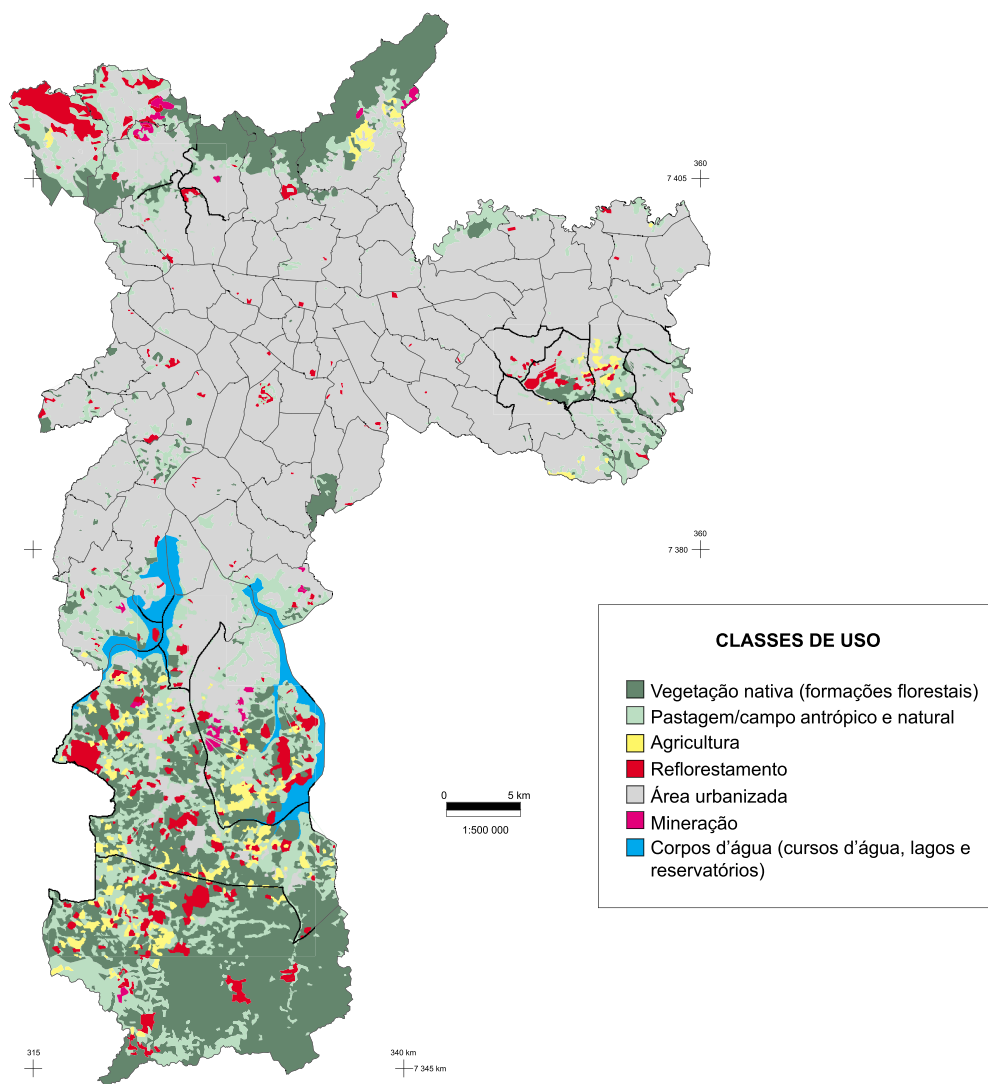 360
7 405
360
7 380
CLASSES DE USO
Vegetação nativa (formações florestais)
Pastagem/campo antrópico e natural
Agricultura
Reflorestamento
Área urbanizada
Mineração
Corpos d'água (cursos d'água, lagos e
reservatórios)
0 5 km
1:500 000
315
340 km
7 345 km